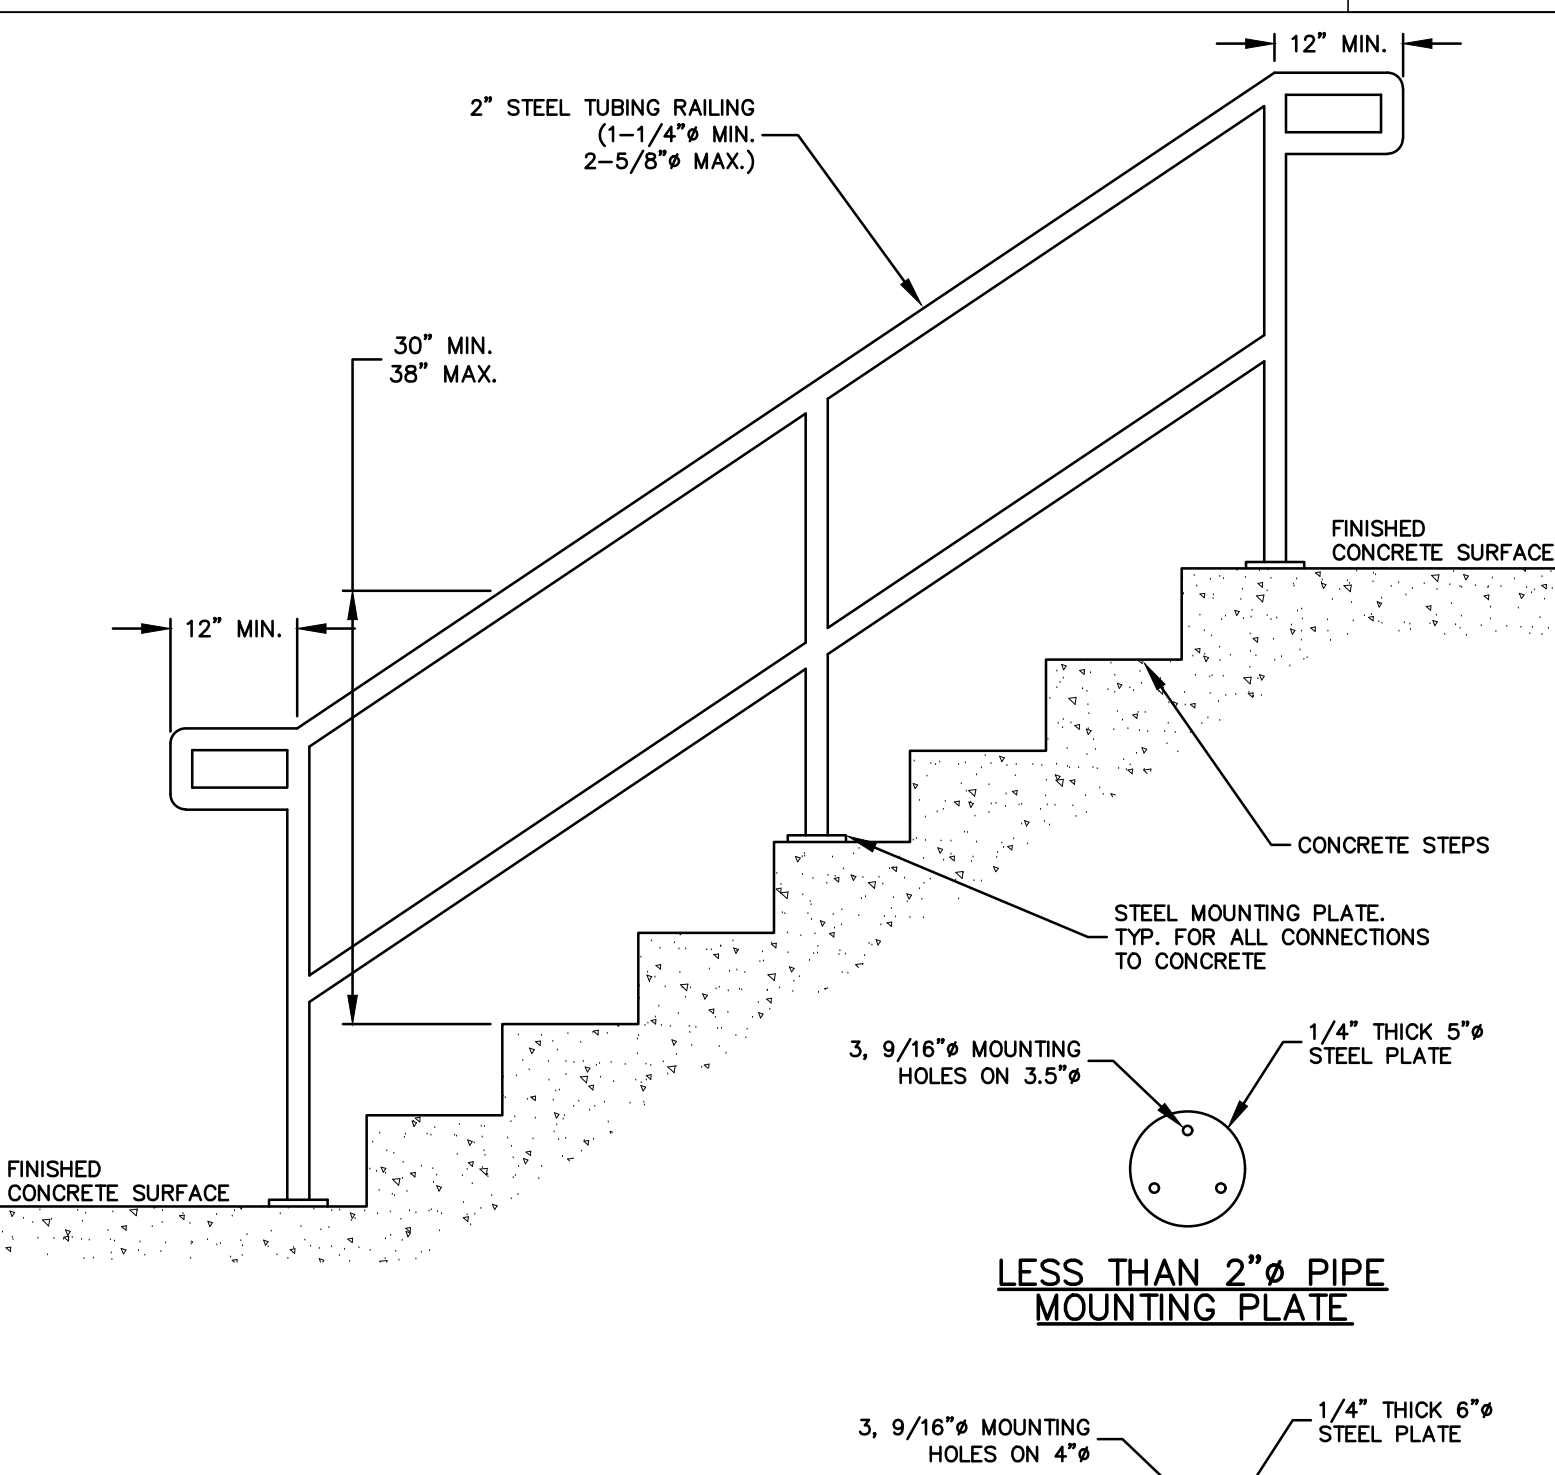 12” MIN.
2” STEEL TUBING RAILING
(1-1/4”ø MIN.
2-5/8”ø MAX.)
30” MIN.
38” MAX.
FINISHED
CONCRETE SURFACE
12” MIN.
CONCRETE STEPS
STEEL MOUNTING PLATE.
TYP. FOR ALL CONNECTIONS
TO CONCRETE
3, 9/16”ø MOUNTING
HOLES ON 3.5”ø
1/4” THICK 5”ø
STEEL PLATE
FINISHED
CONCRETE SURFACE
LESS THAN 2”ø PIPE
MOUNTING PLATE
3, 9/16”ø MOUNTING
HOLES ON 4”ø
1/4” THICK 6”ø
STEEL PLATE